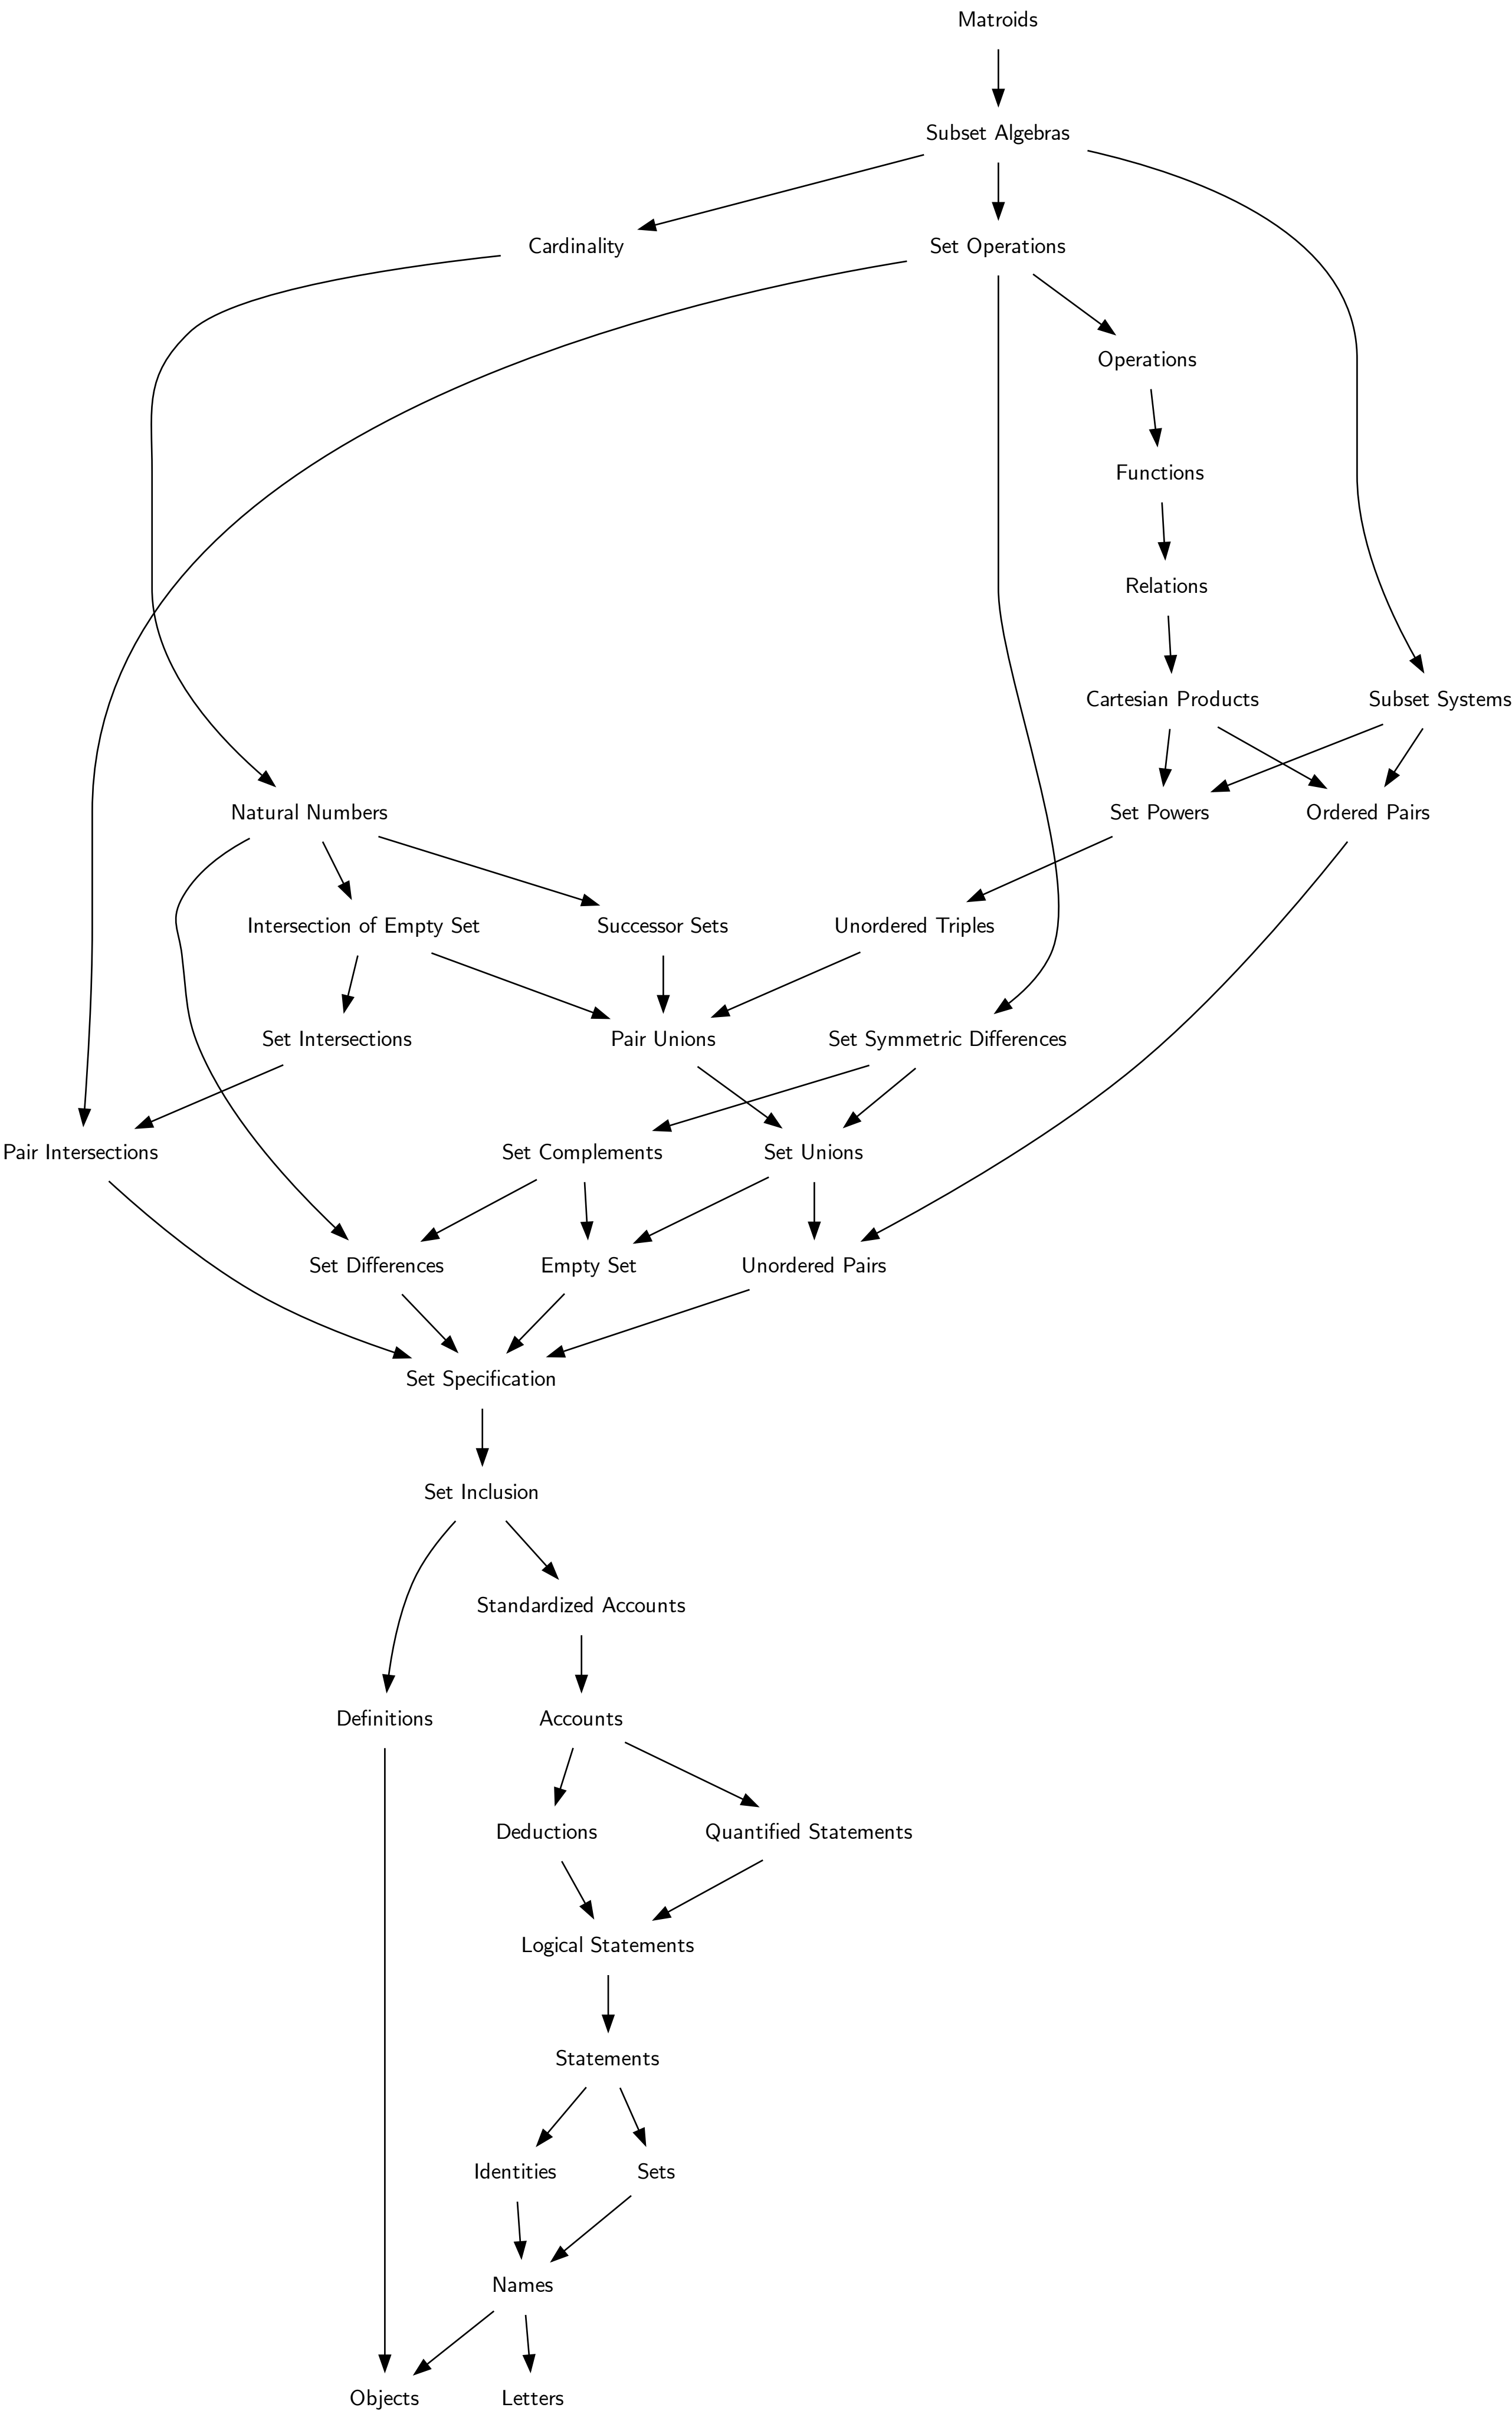 Matroids
Subset Algebras
Cardinality
Set Operations
Operations
Functions
Relations
Cartesian Products
Subset Systems
Natural Numbers
Set Powers
Ordered Pairs
Intersection of Empty Set
Successor Sets
Unordered Triples
Set Intersections
Pair Unions
Set Symmetric Differences
Pair Intersections
Set Complements
Set Unions
Set Differences
Empty Set
Unordered Pairs
Set Specification
Set Inclusion
Standardized Accounts
Definitions
Accounts
Deductions
Quantified Statements
Logical Statements
Statements
Identities
Sets
Names
Objects
Letters